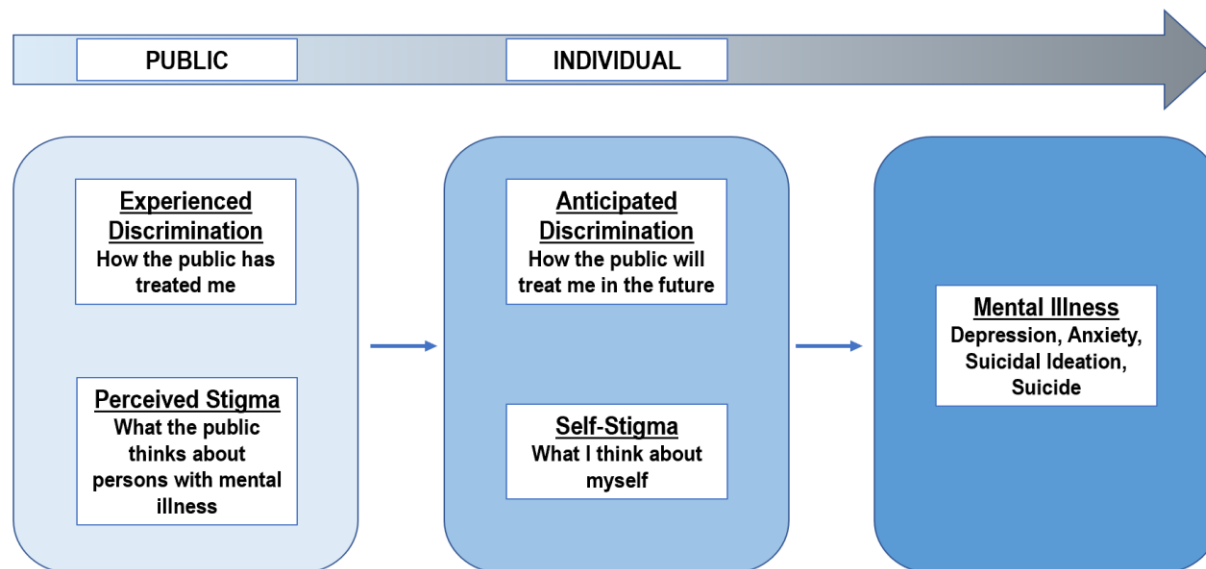 PUBLIC
INDIVIDUAL
Experienced
Discrimination
How the public has
treated me
Perceived Stigma
What the public
thinks about
persons with mental
illness
Anticipated
Discrimination
How the public will
treat me in the future
Self-Stigma
What I think about
myself
Mental Illness
Depression, Anxiety,
Suicidal Ideation,
Suicide